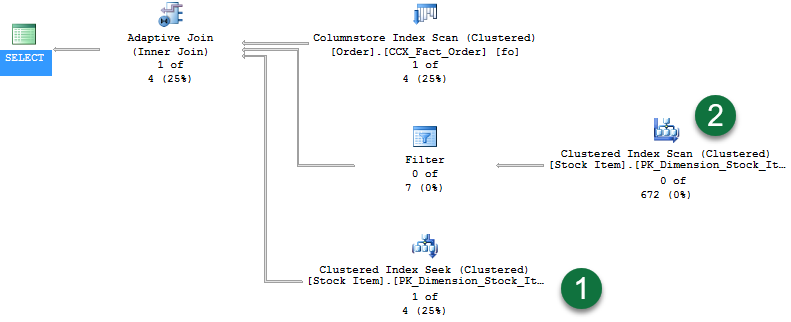 SELECT
Adaptive Join
(Inner Join)
1 of
4 (25%)
Columnstore Index Scan (Clustered)
[Order].[CCX_Fact_Order] [fo]
1 of
4 (25%)
2
Filter
0 of
7 (0%)
Clustered Index Scan (Clustered)
[Stock Item].[PK_Dimension_Stock_It…
0 of
672 (0%)
Clustered Index Seek (Clustered)
[Stock Item].[PK_Dimension_Stock_It…
1 of
4 (25%)
1